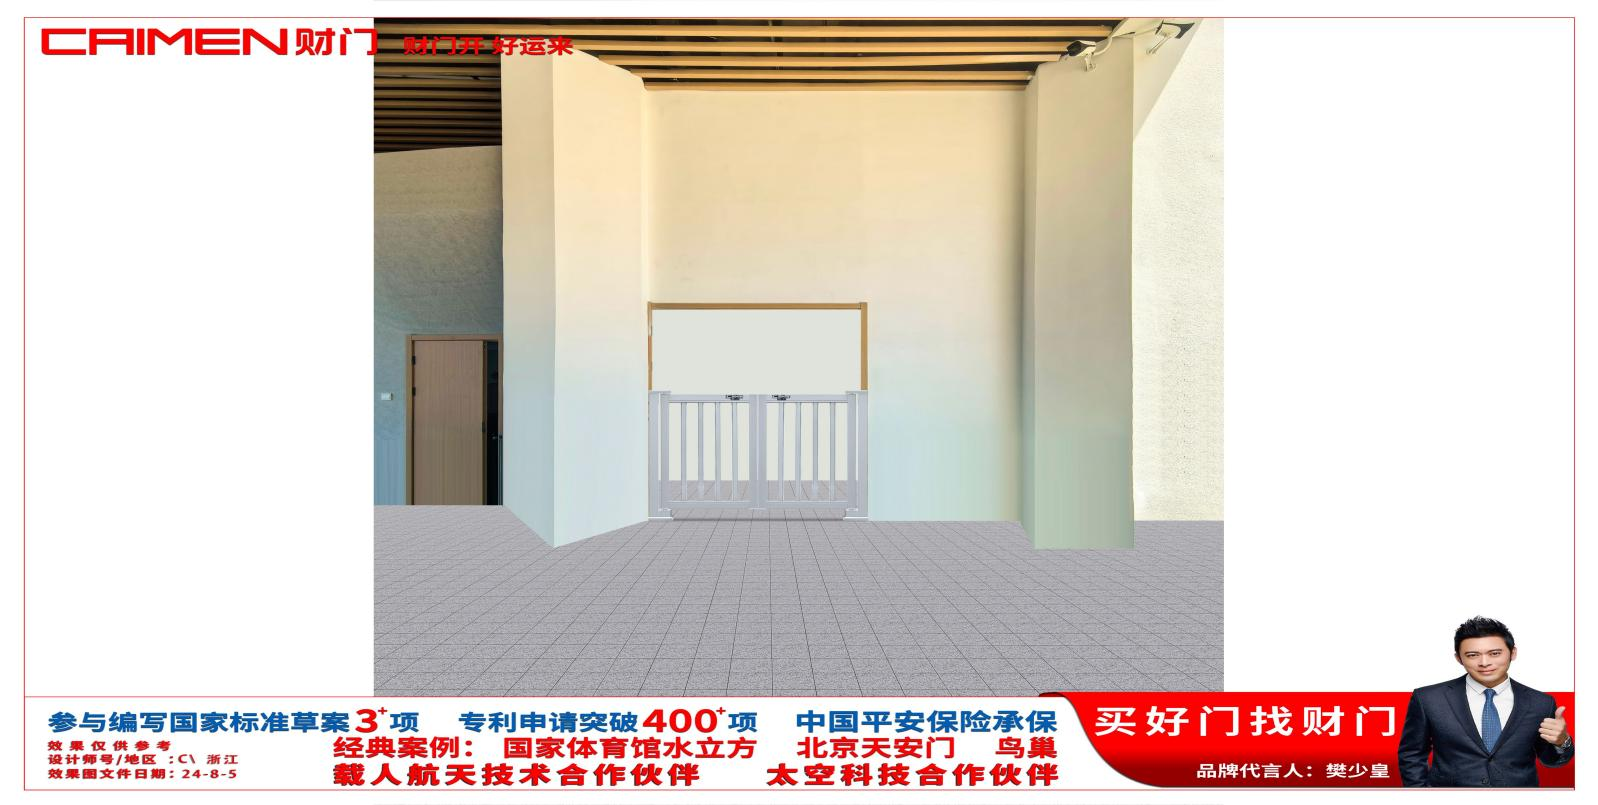 CAIMEN财门 财门开 好运来
参与编写国家标准草案3+项 专利申请突破400+项 中国平安保险承保
经典案例： 国家体育馆水立方 北京天安门 鸟巢
载人航天技术合作伙伴 太空科技合作伙伴
效果仅供参考
设计师号/地区 ：C\ 浙江
效果图文件日期：24-8-5
买好门找财门
品牌代言人：樊少皇